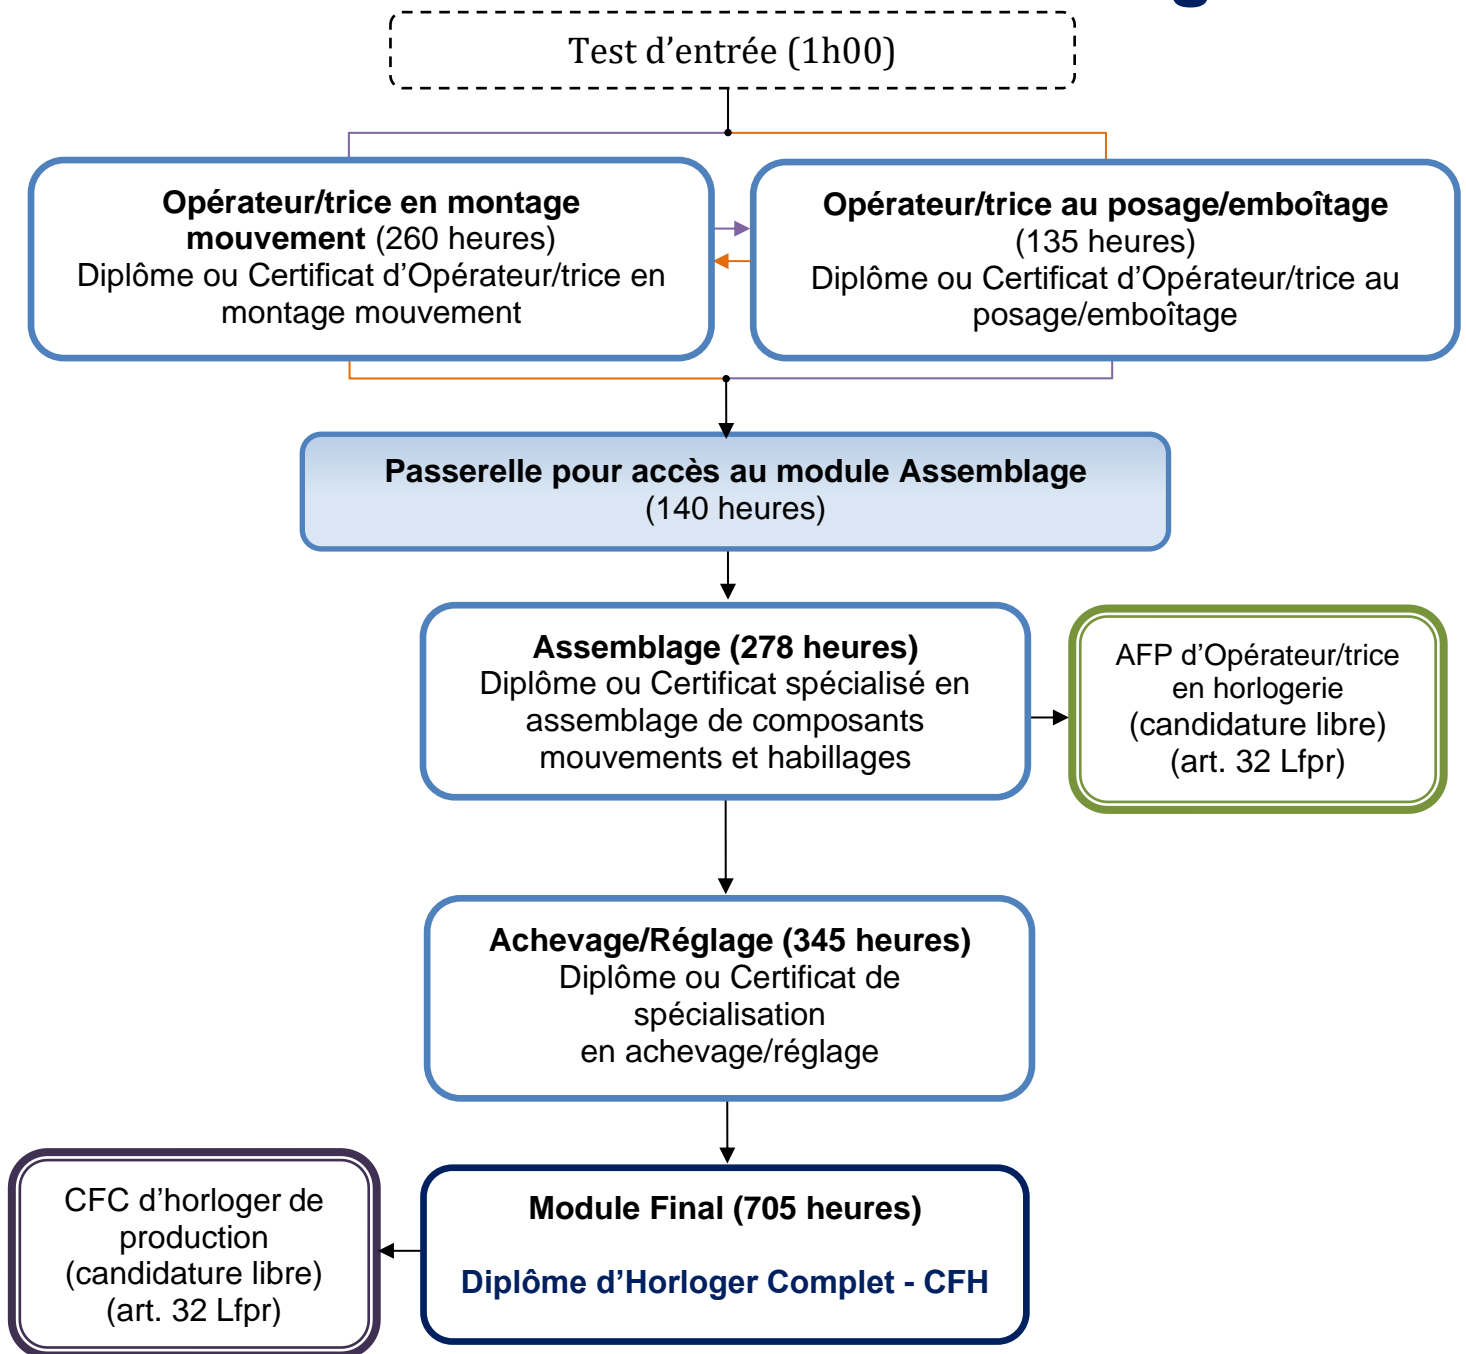 Test d'entrée (1h00)
Opérateur/trice en montage
mouvement (260 heures)
Diplôme ou Certificat d'Opérateur/trice en
montage mouvement
Opérateur/trice au posage/emboîtage
(135 heures)
Diplôme ou Certificat d'Opérateur/trice au
posage/emboîtage
Passerelle pour accès au module Assemblage
(140 heures)
Assemblage (278 heures)
Diplôme ou Certificat spécialisé en
assemblage de composants
mouvements et habillages
AFP d'Opérateur/trice
en horlogerie
(candidature libre)
(art. 32 Lfpr)
Achevage/Réglage (345 heures)
Diplôme ou Certificat de
spécialisation
en achevage/réglage
CFC d'horloger de
production
(candidature libre)
(art. 32 Lfpr)
Module Final (705 heures)
Diplôme d'Horloger Complet - CFH